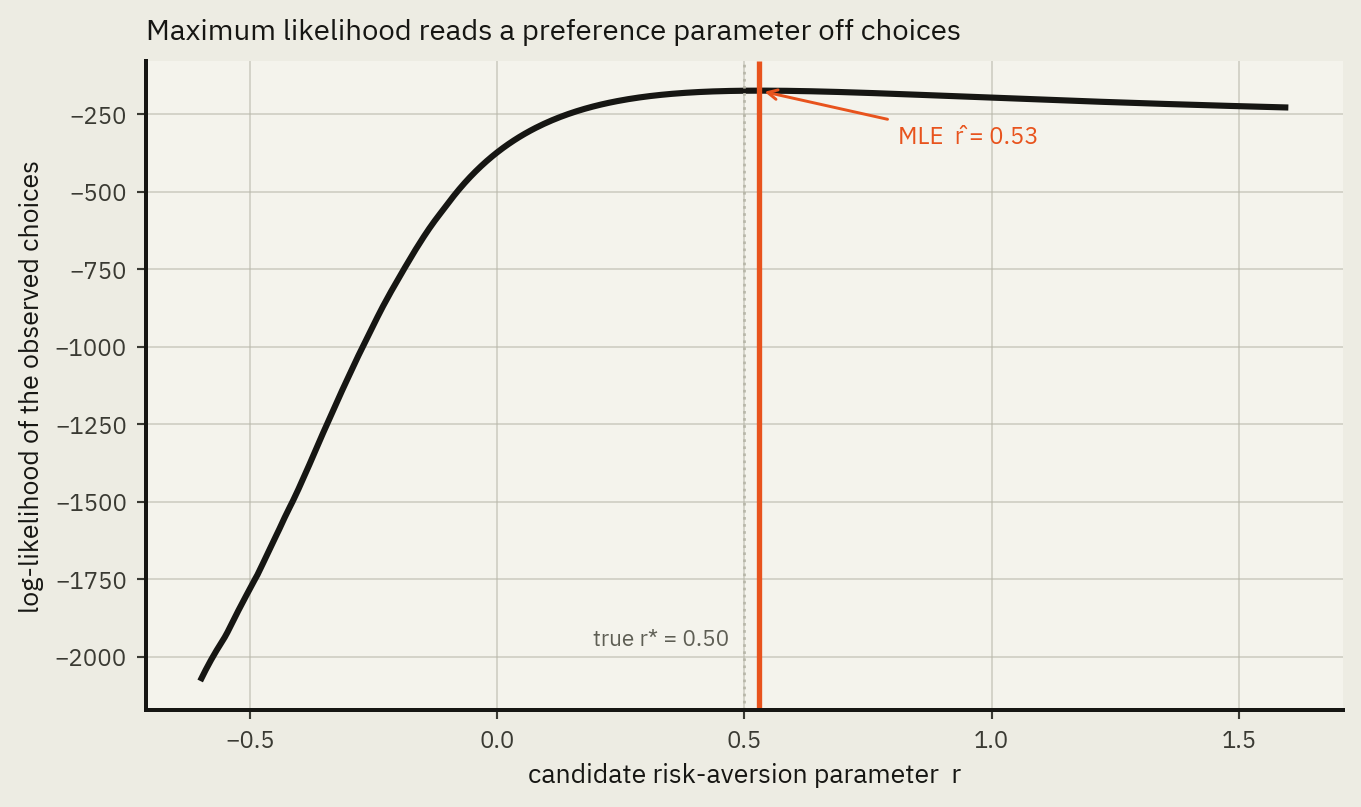 Maximum likelihood reads a preference parameter off choices
log-likelihood of the observed choices
−250
−500
−750
−1000
−1250
−1500
−1750
−2000
MLE r̂ = 0.53
true r* = 0.50
−0.5
0.0
0.5
1.0
1.5
candidate risk-aversion parameter r